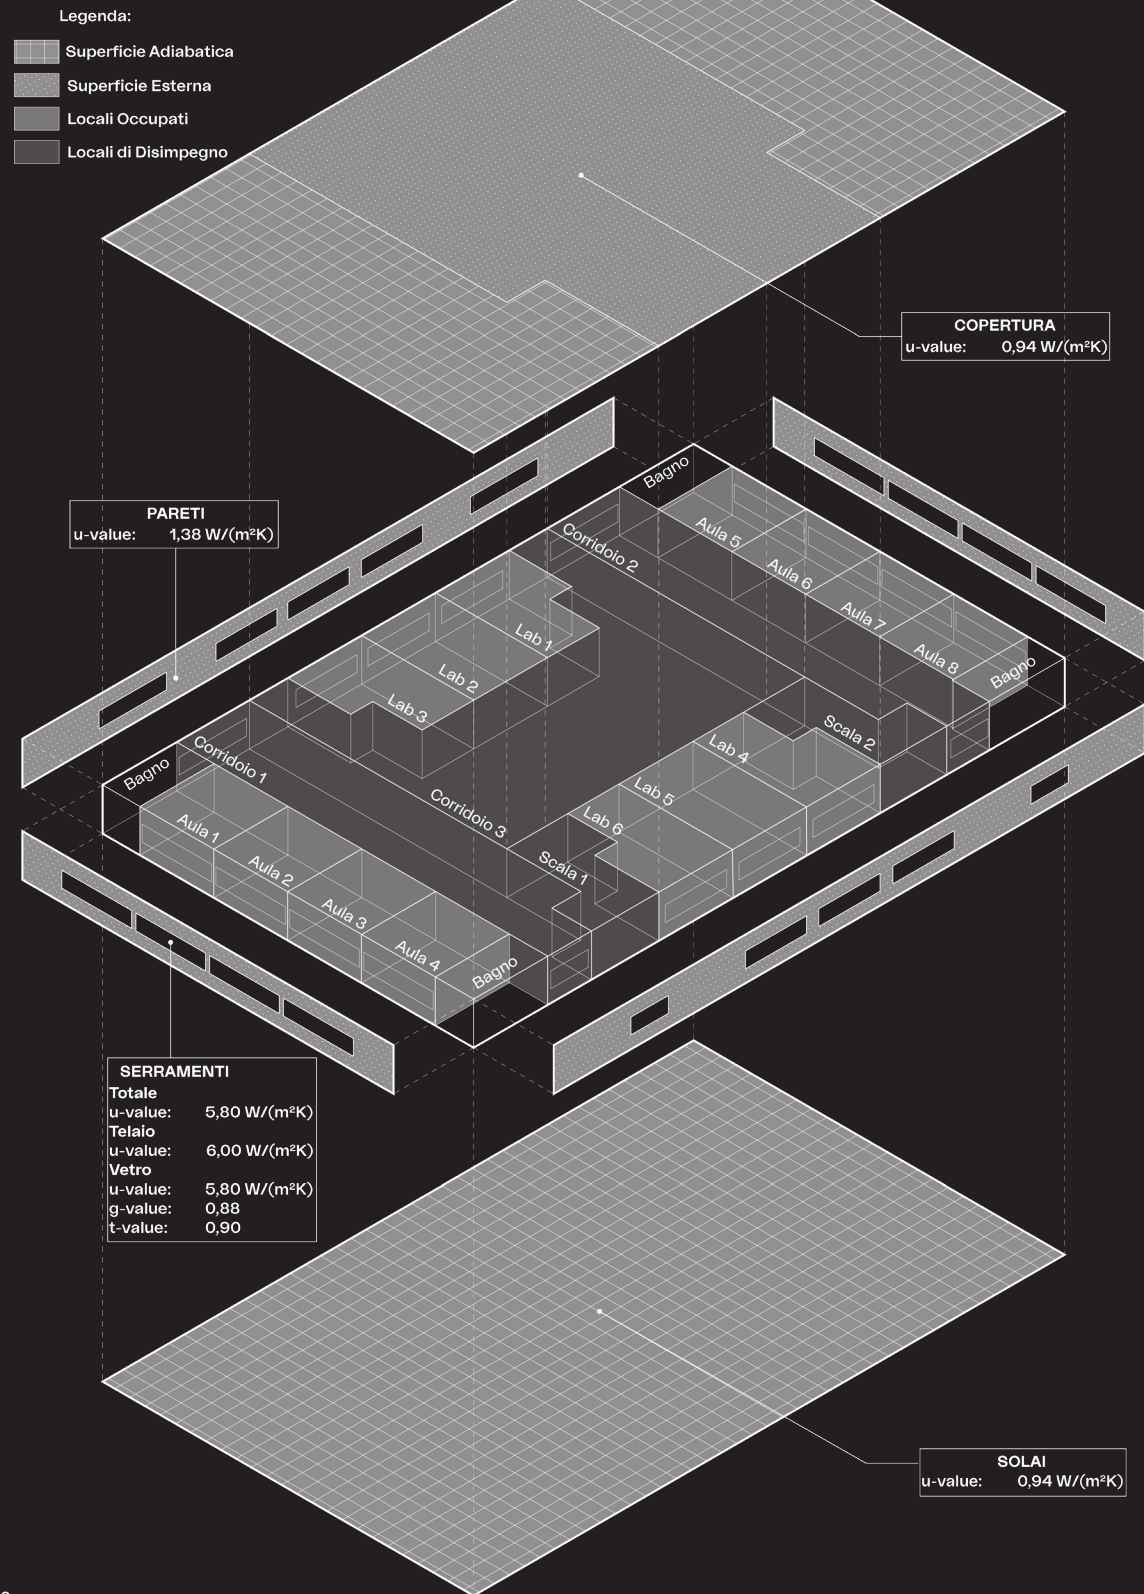 Legenda:
Superficie Adiabatica
Superficie Esterna
Locali Occupati
Locali di Disimpegno
COPERTURA
u-value: 0,94 W/(m²K)
PARETI
u-value: 1,38 W/(m²K)
Bagno
Aula 5
Corridoio 2
Aula 6
Aula 7
Lab 1
Aula 8
Bagno
Lab 2
Lab 3
Scala 2
Lab 4
Corridoio 1
Bagno
Lab 5
Corridoio 3
Lab 6
Aula 1
Scala 1
Aula 2
Aula 3
Aula 4
Bagno
SERRAMENTI
Totale
u-value: 5,80 W/(m²K)
Telaio
u-value: 6,00 W/(m²K)
Vetro
u-value: 5,80 W/(m²K)
g-value: 0,88
t-value: 0,90
SOLAI
u-value: 0,94 W/(m²K)